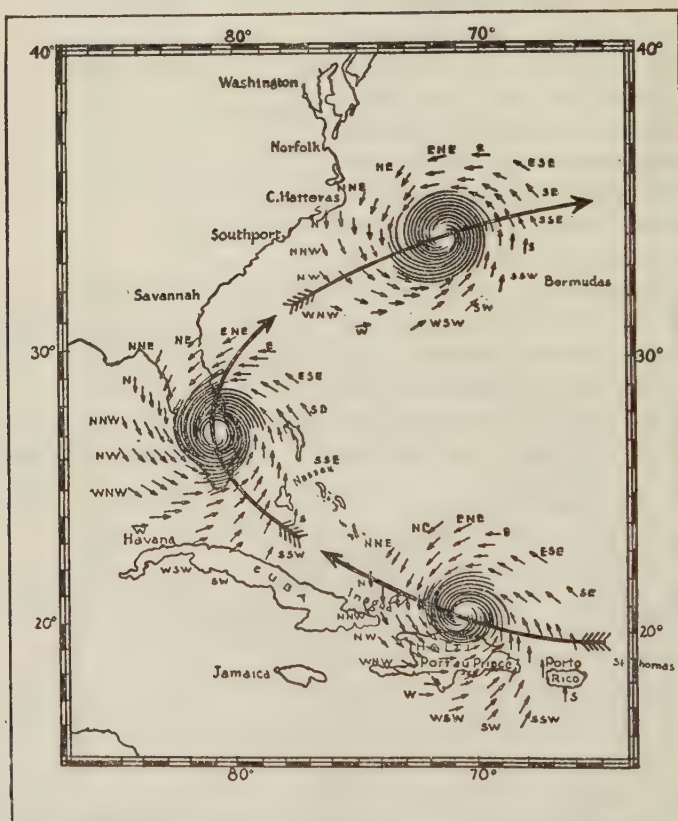 80° 70°
40° 40°
Washington
Norfolk
ENE E
NE ESE
NNE SE
C. Hatteras
SSE
Southport
S
NNW
SSW
NW Bermudas
Savannah
WNW SW
WSW
W
ENE
NNE NE
E
30° 30°
N ESE
SD
NNW
NW SSE
Nassau
WNW
S
W NE ENE E
Havana SSW NNE
ESE
WSW SW CUBA N
SE
Inagua
NNW
20° 20°
NW
HAITI
WNW Port au Prince Porto
Jamaica Rico
St Thomas
W S
WSW SW SSW
80° 70°